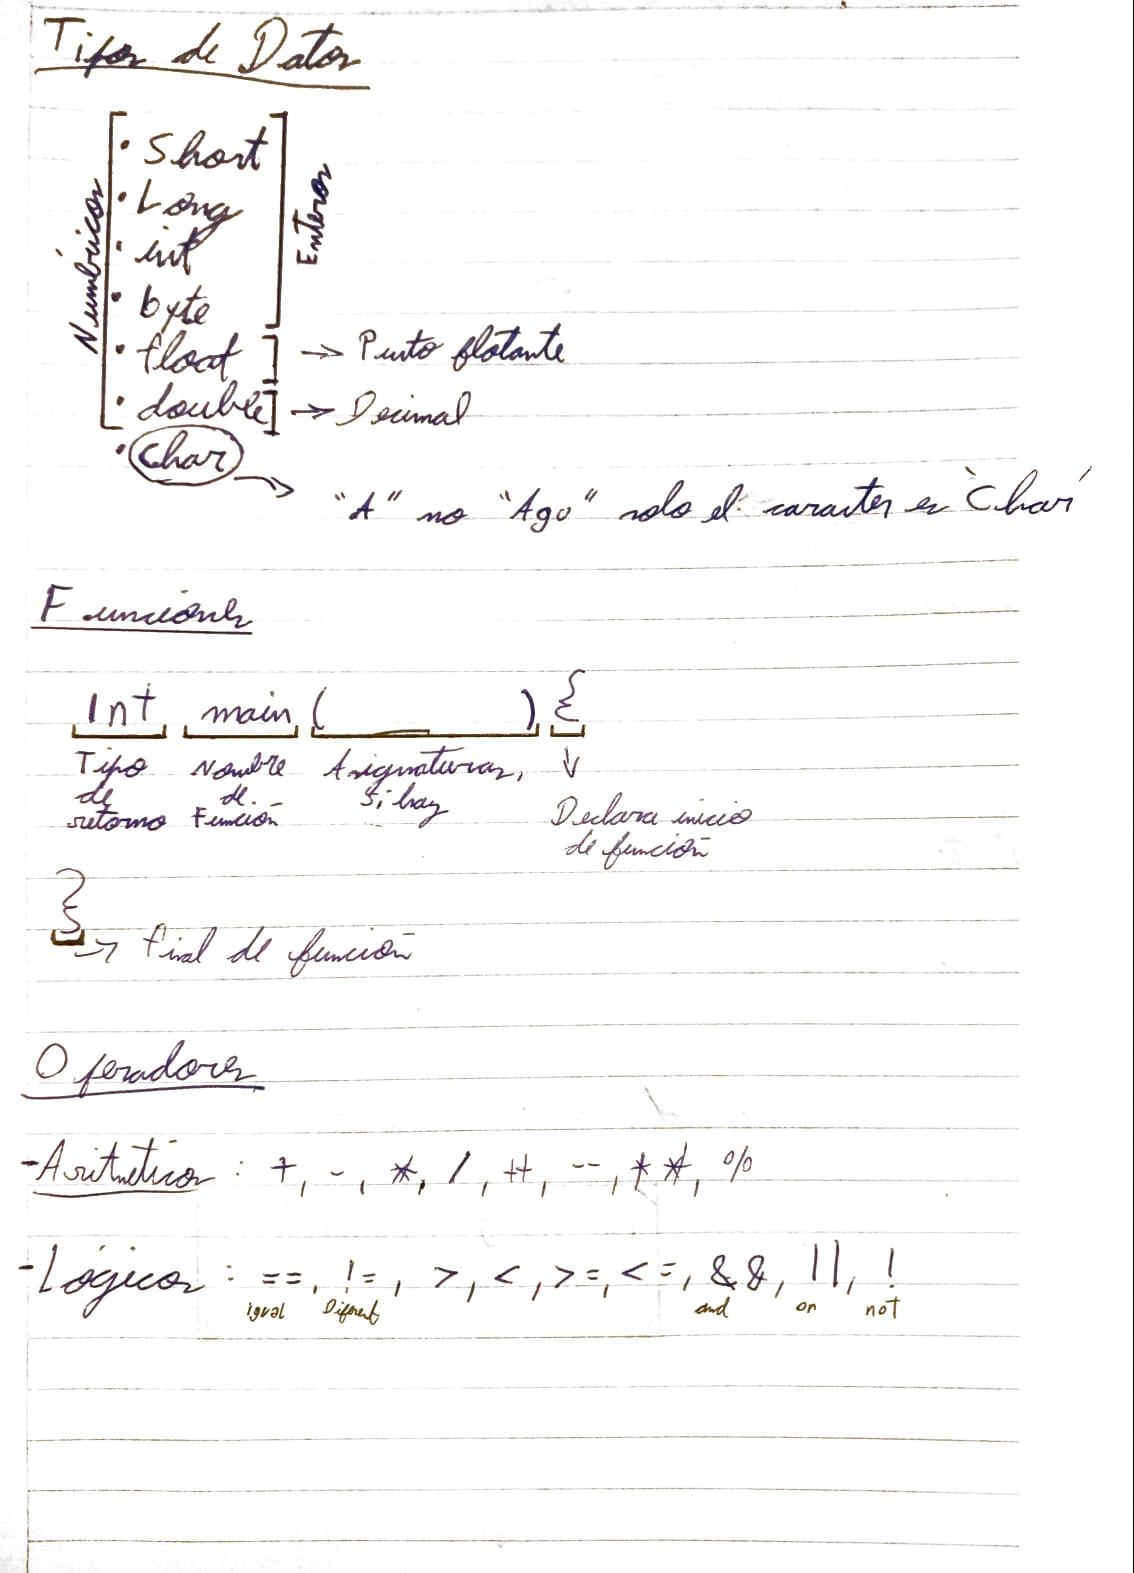 Tipos de Datos
Numéricos
• Short
• Long
• int
• byte
Enteros
• float ] → Punto flotante
• double ] → Decimal
• Char
→ "A" no "Ago" solo el caracter es 'Char'
Funciones
Int main ( ) {
Tipo de retorno
Nombre de Función
Asignaturas, si hay
↓ Declara inicio de función
}
→ final de función
Operadores
- Aritmética : +, -, *, /, ++, --, **, %
- Lógicos : ==, !=, >, <, >=, <=, &&, ||, !
igual Diferent and or not